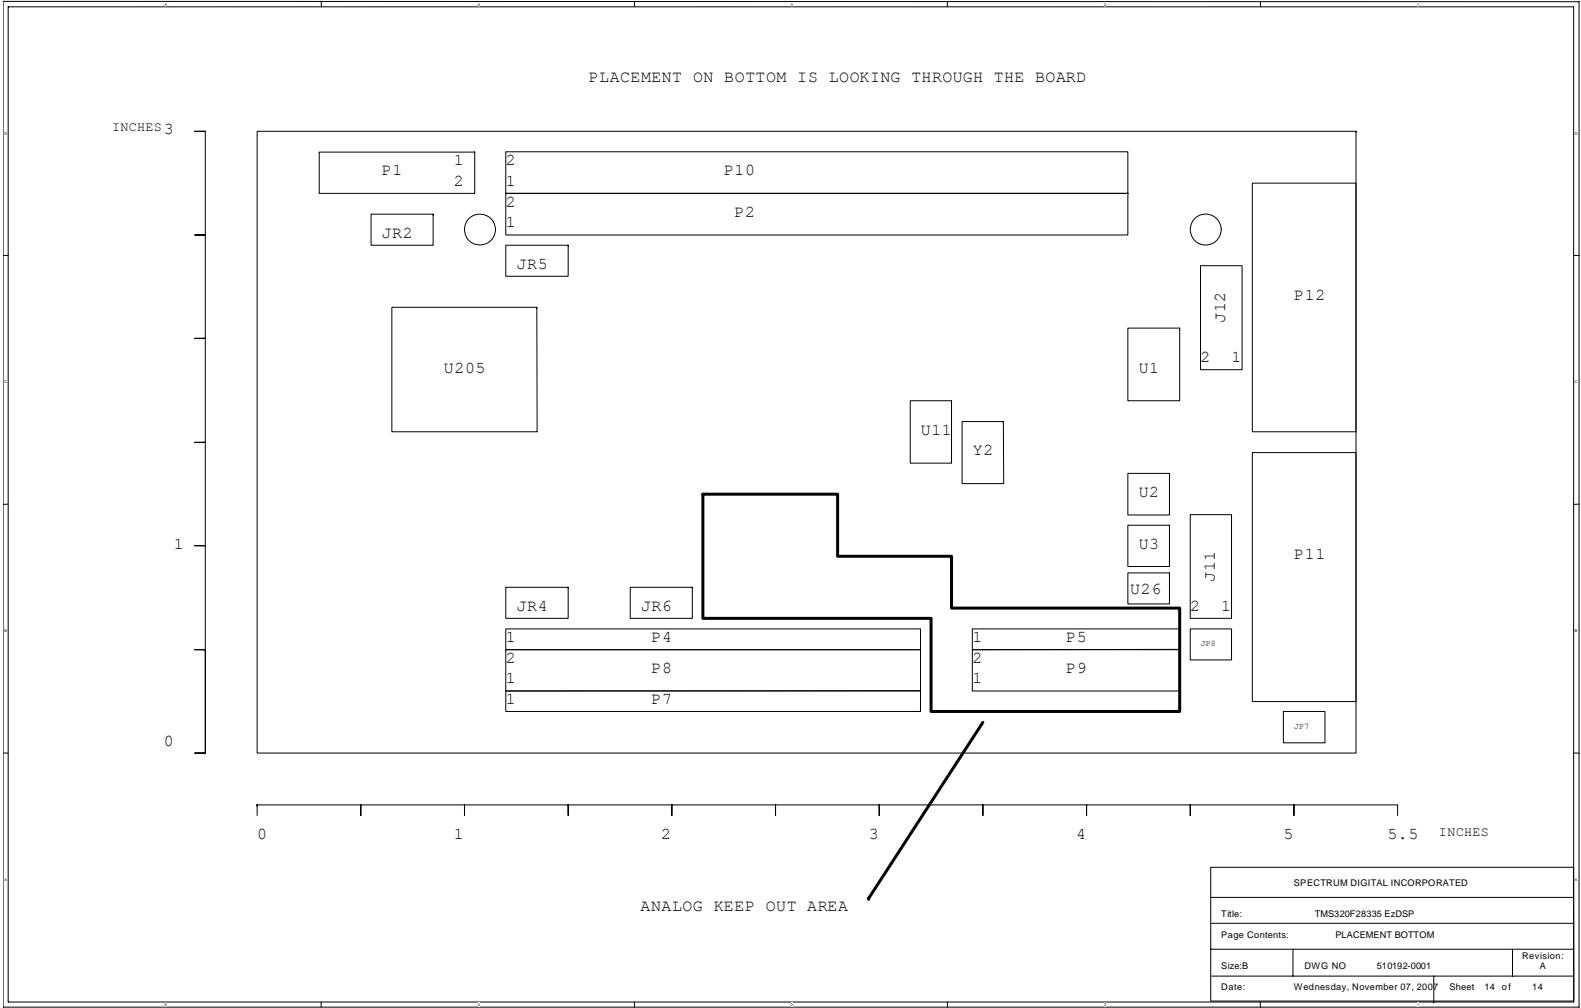 PLACEMENT ON BOTTOM IS LOOKING THROUGH THE BOARD
INCHES 3
P1 1
2
2 P10
1
2 P2
1
JR2
JR5
P12
J12
2 1
U205
U1
U11
Y2
U2
1
U3
P11
J11
U26
2 1
JR4
JR6
1 P4
1 P5
JP8
2 P8
1
2 P9
1
1 P7
JP7
0
0 1 2 3 4 5 5.5 INCHES
ANALOG KEEP OUT AREA
SPECTRUM DIGITAL INCORPORATED
Title: TMS320F28335 EzDSP
Page Contents: PLACEMENT BOTTOM
Size:B DWG NO 510192-0001 Revision:
A
Date: Wednesday, November 07, 2007 Sheet 14 of 14